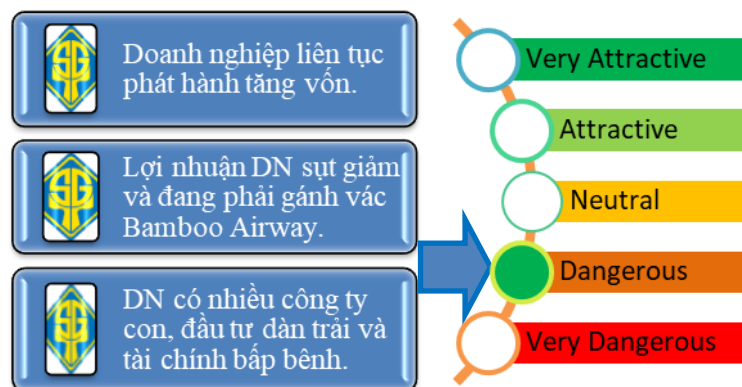 Doanh nghiệp liên tục
phát hành tăng vốn.
Lợi nhuận DN sụt giảm
và đang phải gánh vác
Bamboo Airway.
DN có nhiều công ty
con, đầu tư dàn trải và
tài chính bấp bênh.
Very Attractive
Attractive
Neutral
Dangerous
Very Dangerous